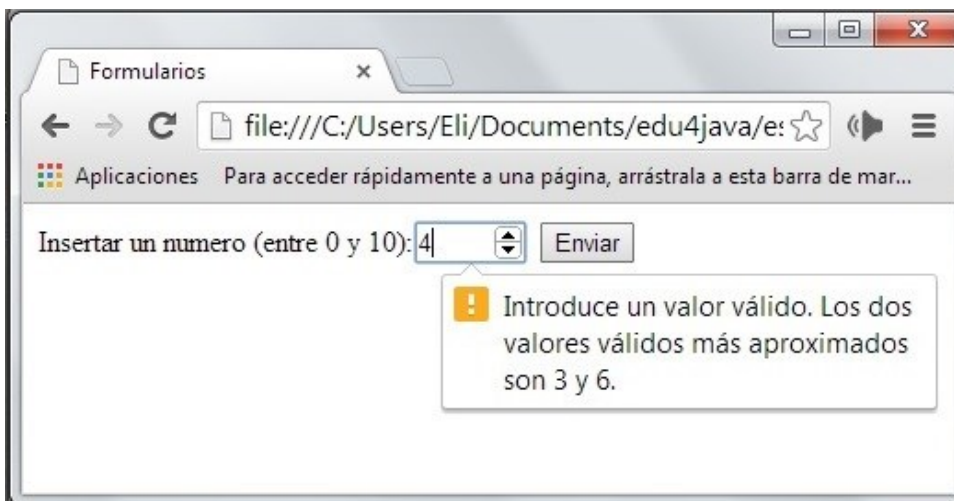 Formularios
file:///C:/Users/Eli/Documents/edu4java/e
Aplicaciones Para acceder rápidamente a una página, arrástrala a esta barra de mar...
Insertar un numero (entre 0 y 10): 4 Enviar
Introduce un valor válido. Los dos
valores válidos más aproximados
son 3 y 6.